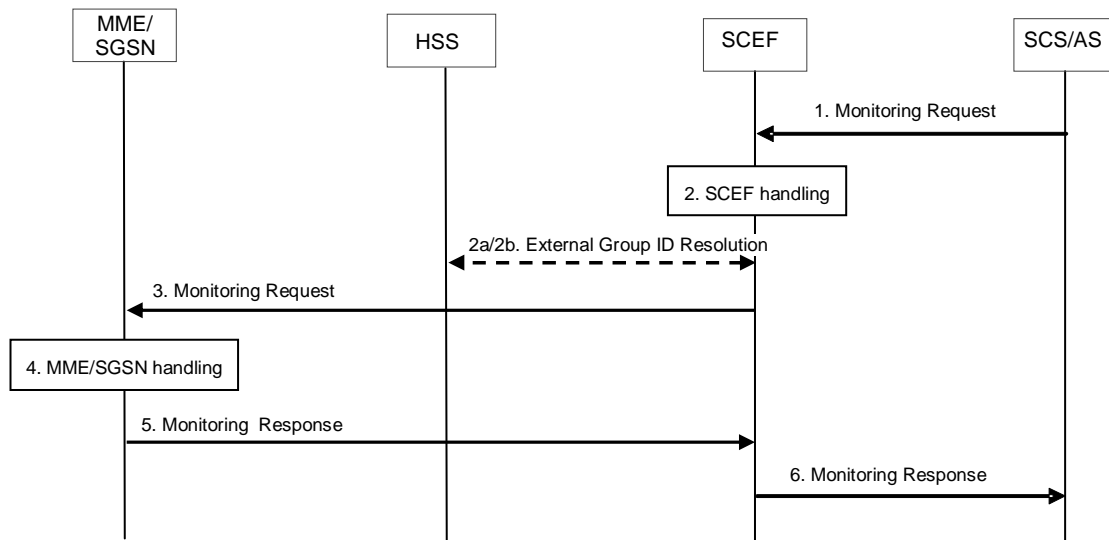 MME/
SGSN
HSS
SCEF
SCS/AS
1. Monitoring Request
2. SCEF handling
2a/2b. External Group ID Resolution
3. Monitoring Request
4. MME/SGSN handling
5. Monitoring Response
6. Monitoring Response